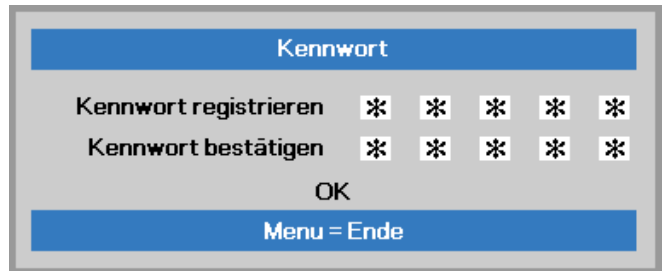 Kennwort
Kennwort registrieren * * * * *
Kennwort bestätigen * * * * *
OK
Menu = Ende